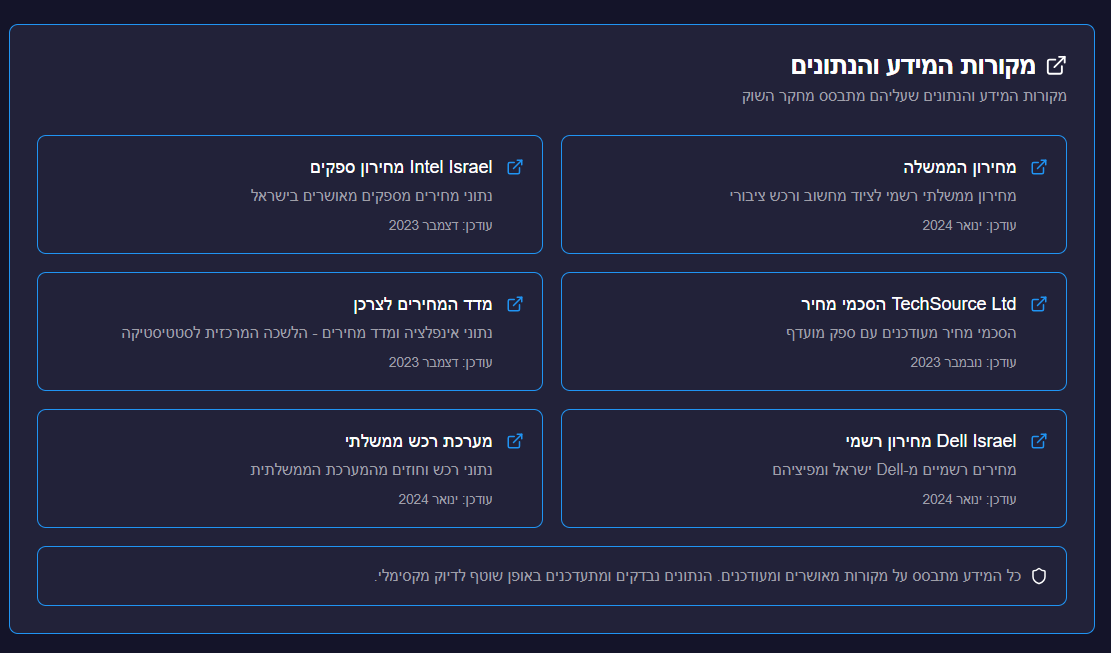 מקורות המידע והנתונים
מקורות המידע והנתונים שעליהם מתבסס מחקר השוק
מחירון הממשלה
מחירון ממשלתי רשמי לציוד מחשוב ורכש ציבורי
עודכן: ינואר 2024
Intel Israel מחירון ספקים
נתוני מחירים מספקים מאושרים בישראל
עודכן: דצמבר 2023
TechSource Ltd הסכמי מחיר
הסכמי מחיר מעודכנים עם ספק מועדף
עודכן: נובמבר 2023
מדד המחירים לצרכן
נתוני אינפלציה ומדד מחירים - הלשכה המרכזית לסטטיסטיקה
עודכן: דצמבר 2023
Dell Israel מחירון רשמי
מחירים רשמיים מ-Dell ישראל ומפיציהם
עודכן: ינואר 2024
מערכת רכש ממשלתי
נתוני רכש וחוזים מהמערכת הממשלתית
עודכן: ינואר 2024
כל המידע מתבסס על מקורות מאושרים ומעודכנים. הנתונים נבדקים ומתעדכנים באופן שוטף לדיוק מקסימלי.